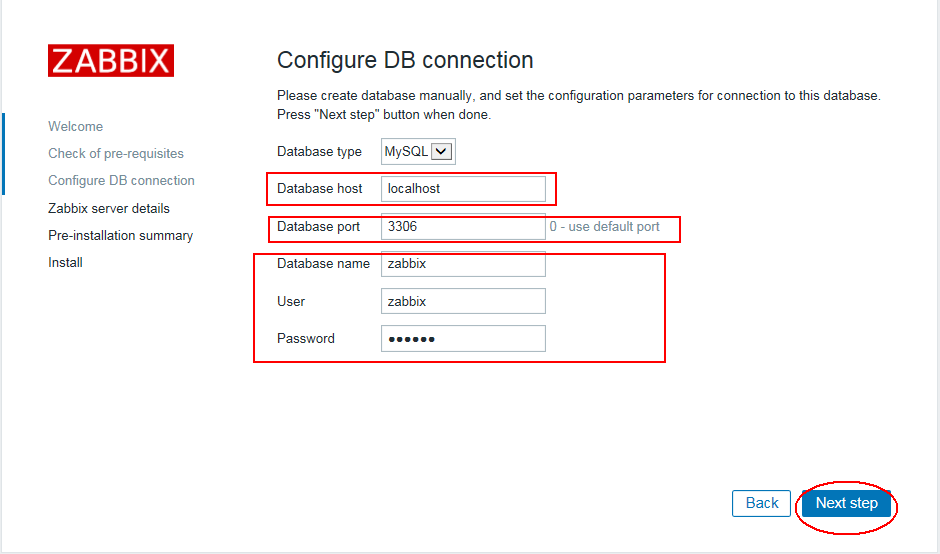 ZABBIX
Welcome
Check of pre-requisites
Configure DB connection
Zabbix server details
Pre-installation summary
Install
Configure DB connection
Please create database manually, and set the configuration parameters for connection to this database.
Press "Next step" button when done.
Database type MySQL
Database host localhost
Database port 3306 0 - use default port
Database name zabbix
User zabbix
Password ●●●●●●
Back Next step